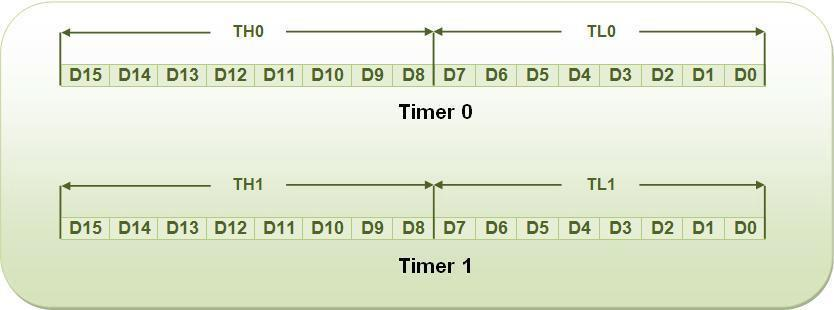 TH0 TL0
D15 D14 D13 D12 D11 D10 D9 D8 D7 D6 D5 D4 D3 D2 D1 D0
Timer 0
TH1 TL1
D15 D14 D13 D12 D11 D10 D9 D8 D7 D6 D5 D4 D3 D2 D1 D0
Timer 1